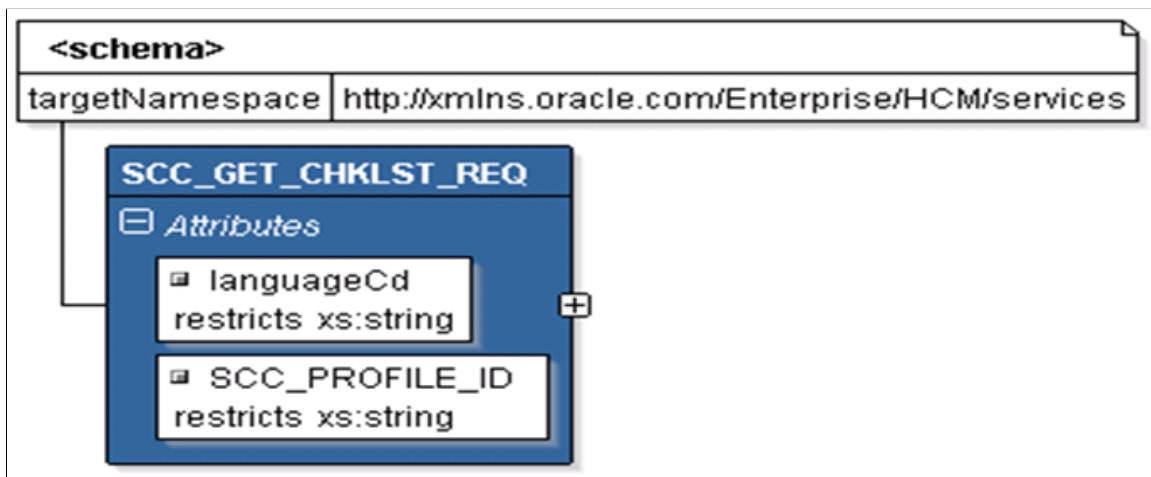 <schema>
targetNamespace http://xmlns.oracle.com/Enterprise/HCM/services
SCC_GET_CHKLST_REQ
Attributes
languageCd
restricts xs:string
SCC_PROFILE_ID
restricts xs:string